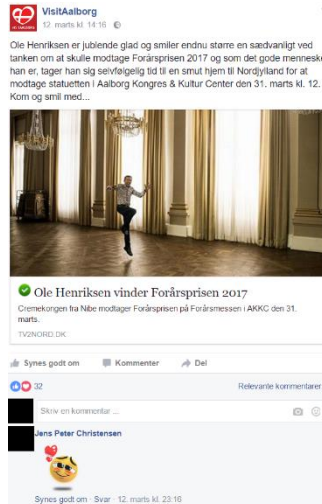 VisitAalborg
12. marts kl. 14:16
Ole Henriksen er jublende glad og smiler endnu større en sædvanligt ved
tanken om at skulle modtage Forårsprisen 2017 og som det gode menneske
han er, tager han sig selvfølgelig tid til en smut hjem til Nordjylland for at
modtage statuetten i Aalborg Kongres & Kultur Center den 31. marts kl. 12.
Kom og smil med...
Ole Henriksen vinder Forårsprisen 2017
Cremekongen fra Nibe modtager Forårsprisen på Forårsmessen i AKKC den 31.
marts.
TV2NORD.DK
Synes godt om Kommenter Del
32 Relevante kommentarer
Skriv en kommentar ...
Jens Peter Christensen
Synes godt om · Svar · 12. marts kl. 23:16